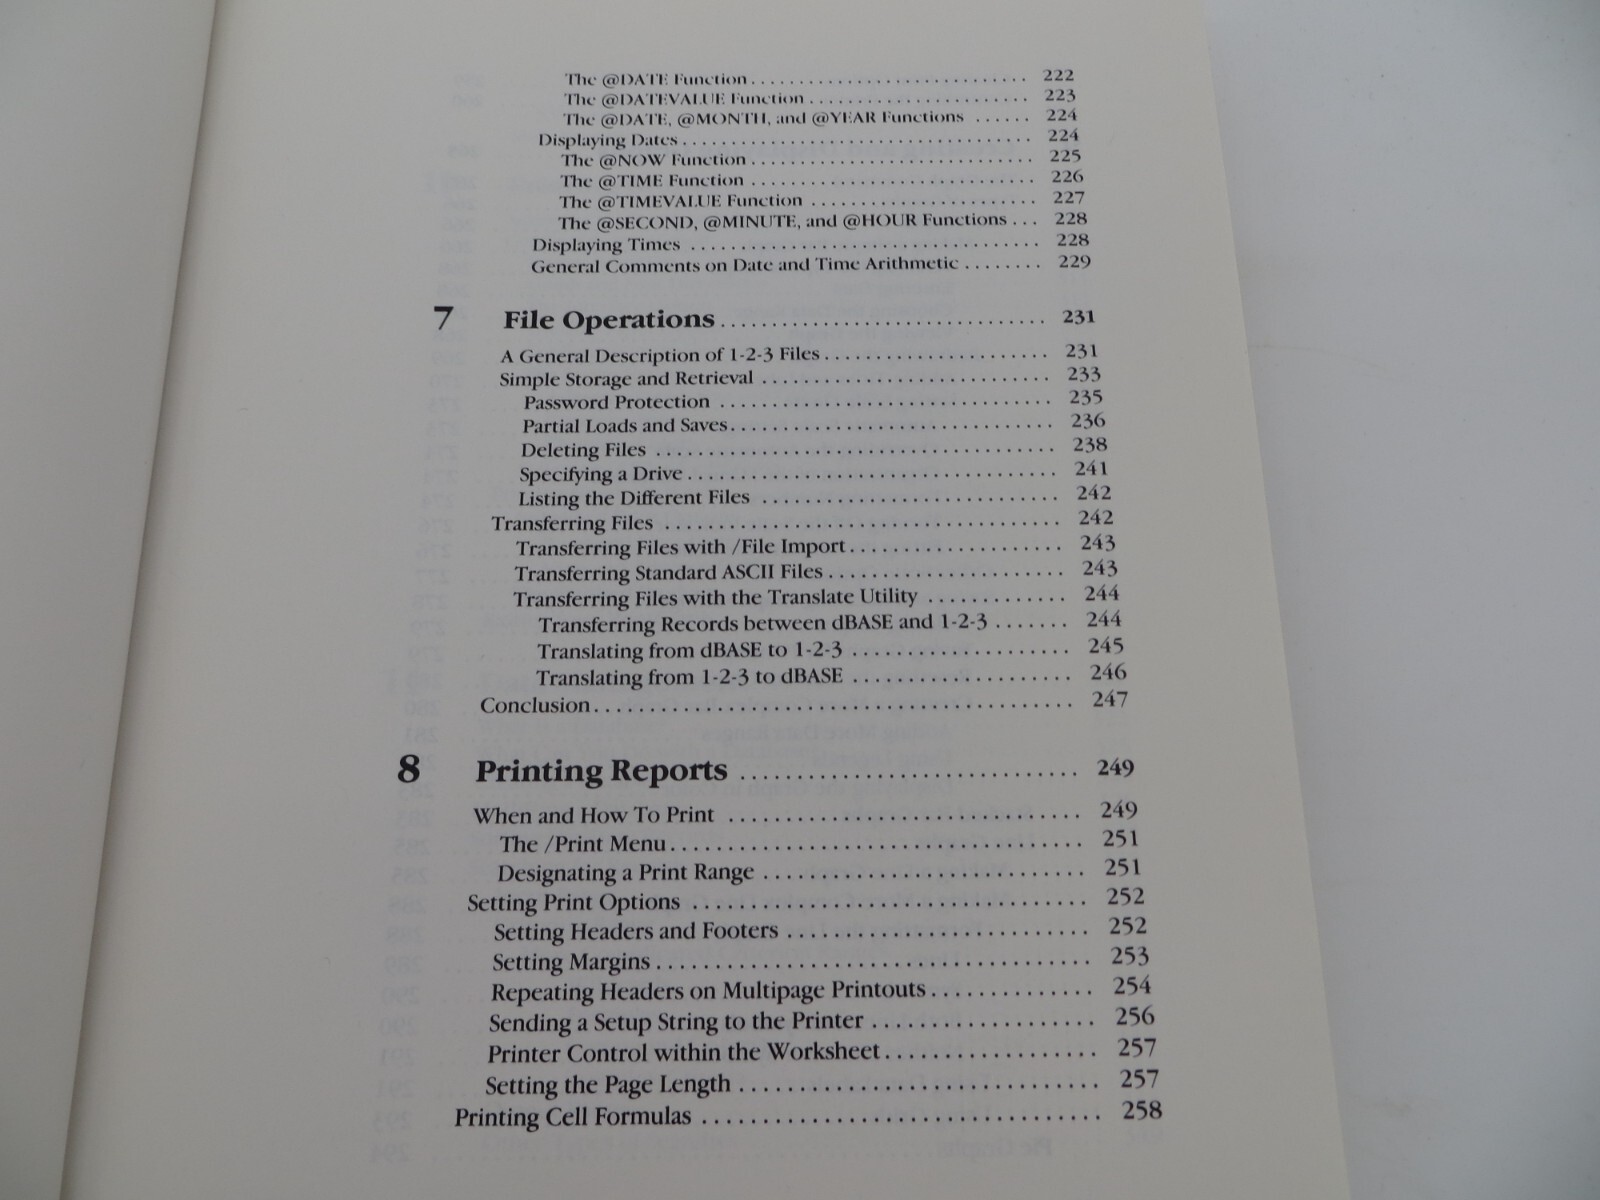 The @DATE Function . . . . . . . . . . . . . . . . . . . . . . . . . . . . . 222
The @DATEVALUE Function . . . . . . . . . . . . . . . . . . . . . . . 223
The @DATE, @MONTH, and @YEAR Functions . . . . . . 224
Displaying Dates . . . . . . . . . . . . . . . . . . . . . . . . . . . . . . . . . . . . 224
The @NOW Function . . . . . . . . . . . . . . . . . . . . . . . . . . . . . 225
The @TIME Function . . . . . . . . . . . . . . . . . . . . . . . . . . . . . 226
The @TIMEVALUE Function . . . . . . . . . . . . . . . . . . . . . . . 227
The @SECOND, @MINUTE, and @HOUR Functions . . . 228
Displaying Times . . . . . . . . . . . . . . . . . . . . . . . . . . . . . . . . . . . 228
General Comments on Date and Time Arithmetic . . . . . . . . 229
7 File Operations . . . . . . . . . . . . . . . . . . . . . . . . . . . . . . . 231
A General Description of 1-2-3 Files . . . . . . . . . . . . . . . . . . . . . . 231
Simple Storage and Retrieval . . . . . . . . . . . . . . . . . . . . . . . . . . . . 233
Password Protection . . . . . . . . . . . . . . . . . . . . . . . . . . . . . . . . 235
Partial Loads and Saves . . . . . . . . . . . . . . . . . . . . . . . . . . . . . . . 236
Deleting Files . . . . . . . . . . . . . . . . . . . . . . . . . . . . . . . . . . . . . . 238
Specifying a Drive . . . . . . . . . . . . . . . . . . . . . . . . . . . . . . . . . . . 241
Listing the Different Files . . . . . . . . . . . . . . . . . . . . . . . . . . . . 242
Transferring Files . . . . . . . . . . . . . . . . . . . . . . . . . . . . . . . . . . . . . 242
Transferring Files with /File Import . . . . . . . . . . . . . . . . . . . . 243
Transferring Standard ASCII Files . . . . . . . . . . . . . . . . . . . . . . 243
Transferring Files with the Translate Utility . . . . . . . . . . . . . 244
Transferring Records between dBASE and 1-2-3 . . . . . . . 244
Translating from dBASE to 1-2-3 . . . . . . . . . . . . . . . . . . . . 245
Translating from 1-2-3 to dBASE . . . . . . . . . . . . . . . . . . . . 246
Conclusion . . . . . . . . . . . . . . . . . . . . . . . . . . . . . . . . . . . . . . . . . . 247
8 Printing Reports . . . . . . . . . . . . . . . . . . . . . . . . . . . . . . 249
When and How To Print . . . . . . . . . . . . . . . . . . . . . . . . . . . . . . . . 249
The /Print Menu . . . . . . . . . . . . . . . . . . . . . . . . . . . . . . . . . . . . 251
Designating a Print Range . . . . . . . . . . . . . . . . . . . . . . . . . . . . 251
Setting Print Options . . . . . . . . . . . . . . . . . . . . . . . . . . . . . . . . . . 252
Setting Headers and Footers . . . . . . . . . . . . . . . . . . . . . . . . . . 252
Setting Margins . . . . . . . . . . . . . . . . . . . . . . . . . . . . . . . . . . . . . 253
Repeating Headers on Multipage Printouts . . . . . . . . . . . . . . 254
Sending a Setup String to the Printer . . . . . . . . . . . . . . . . . . . 256
Printer Control within the Worksheet . . . . . . . . . . . . . . . . . . 257
Setting the Page Length . . . . . . . . . . . . . . . . . . . . . . . . . . . . . . 257
Printing Cell Formulas . . . . . . . . . . . . . . . . . . . . . . . . . . . . . . . . . . 258